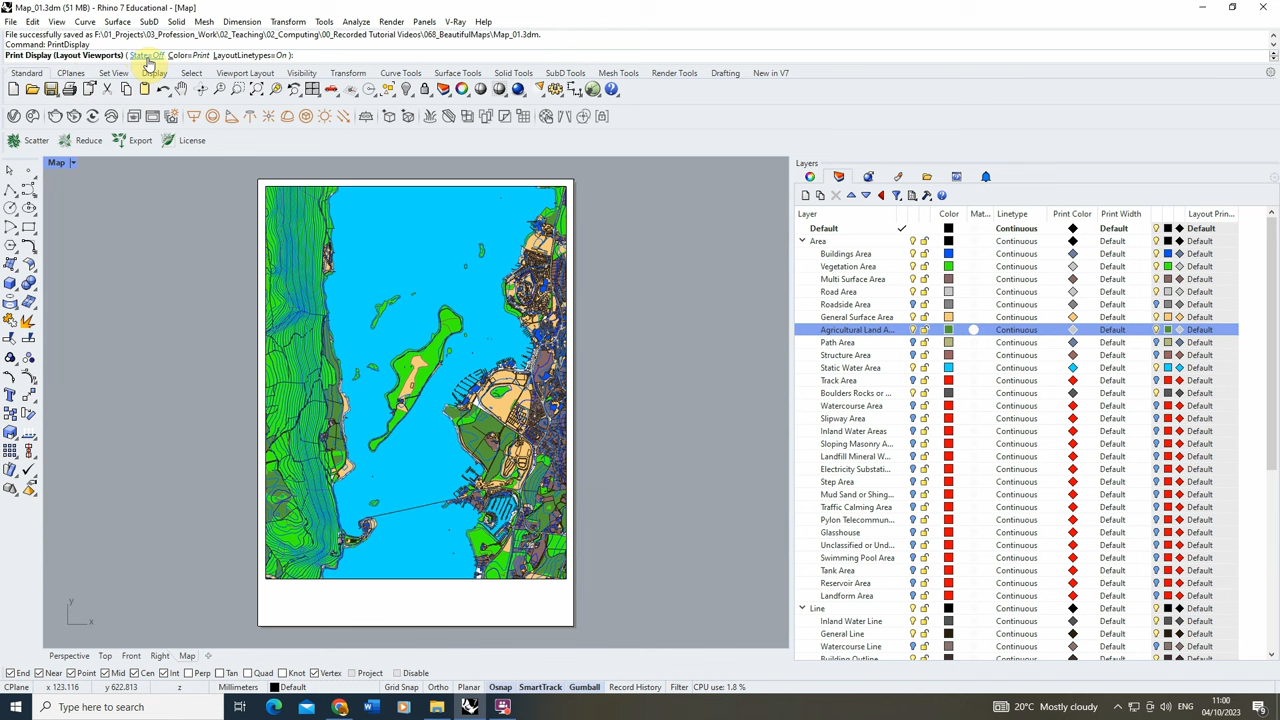 Map_01.3dm (51 MB) - Rhino 7 Educational - [Map]
File Edit View Curve Surface SubD Solid Mesh Dimension Transform Tools Analyze Render Panels V-Ray Help
File successfully saved as F:\01_Projects\03_Profession_Work\02_Teaching\02_Computing\00_Recorded Tutorial Videos\068_BeautifulMaps\Map_01.3dm.
Command: PrintDisplay
Print Display (Layout Viewports) ( State=Off Color=Print LayoutLinetypes=On ):
Standard CPlanes Set View Display Select Viewport Layout Visibility Transform Curve Tools Surface Tools Solid Tools SubD Tools Mesh Tools Render Tools Drafting New in V7
Scatter Reduce Export License
Map
Layers
Layer Color Mat... Linetype Print Color Print Width Layout Prin...
Default Continuous Default Default
Area Continuous Default Default
Buildings Area Continuous Default Default
Vegetation Area Continuous Default Default
Multi Surface Area Continuous Default Default
Road Area Continuous Default Default
Roadside Area Continuous Default Default
General Surface Area Continuous Default Default
Agricultural Land A... Continuous Default Default
Path Area Continuous Default Default
Structure Area Continuous Default Default
Static Water Area Continuous Default Default
Track Area Continuous Default Default
Boulders Rocks or ... Continuous Default Default
Watercourse Area Continuous Default Default
Slipway Area Continuous Default Default
Inland Water Areas Continuous Default Default
Sloping Masonry A... Continuous Default Default
Landfill Mineral W... Continuous Default Default
Electricity Substati... Continuous Default Default
Step Area Continuous Default Default
Mud Sand or Shing... Continuous Default Default
Traffic Calming Area Continuous Default Default
Pylon Telecommun... Continuous Default Default
Glasshouse Continuous Default Default
Unclassified or Und... Continuous Default Default
Swimming Pool Area Continuous Default Default
Tank Area Continuous Default Default
Reservoir Area Continuous Default Default
Landform Area Continuous Default Default
Line Continuous Default Default
Inland Water Line Continuous Default Default
General Line Continuous Default Default
Watercourse Line Continuous Default Default
Building Outline Continuous Default Default
y
x
Perspective Top Front Right Map
End Near Point Mid Cen Int Perp Tan Quad Knot Vertex Project Disable
CPlane x 123.116 y 622.813 z Millimeters Default Grid Snap Ortho Planar Osnap SmartTrack Gumball Record History Filter CPU use: 1.8 %
Type here to search
20°C Mostly cloudy ENG 11:00
04/10/2023